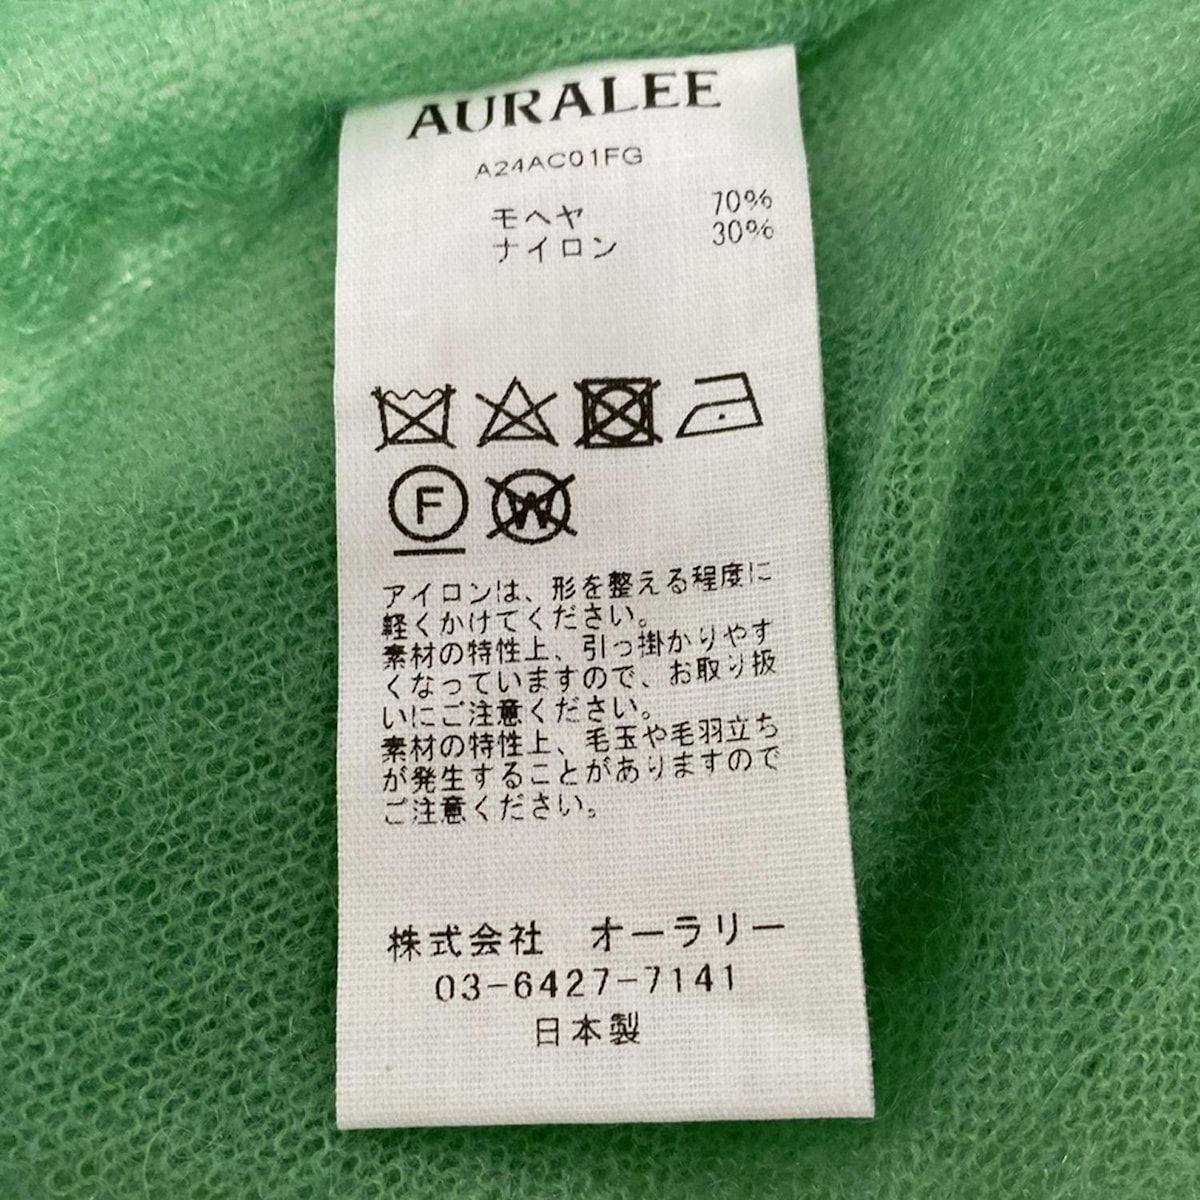 AURALEE
A24AC01FG
モヘヤ 70%
ナイロン 30%
F W
アイロンは、形を整える程度に
軽くかけてください。
素材の特性上、引っ掛かりやす
くなっていますので、お取り扱
いにご注意ください。
素材の特性上、毛玉や毛羽立ち
が発生することがありますので
ご注意ください。
株式会社 オーラリー
03-6427-7141
日本製